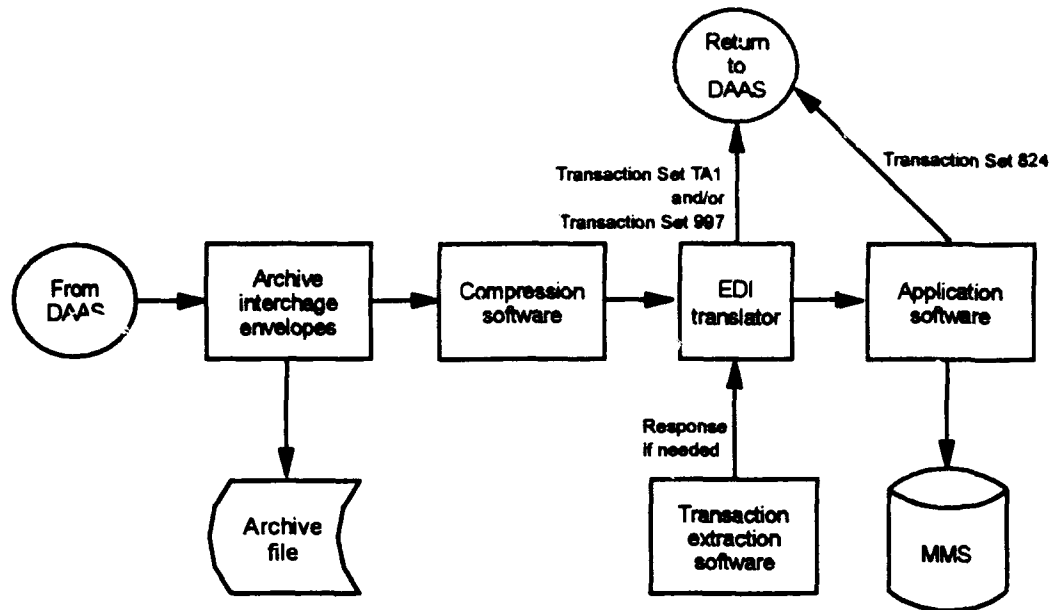 Return
to
DAAS
Transaction Set 824
Transaction Set TA1
and/or
Transaction Set 997
From
DAAS
Archive
interchage
envelopes
Compression
software
EDI
translator
Application
software
Response
if needed
Archive
file
Transaction
extraction
software
MMS